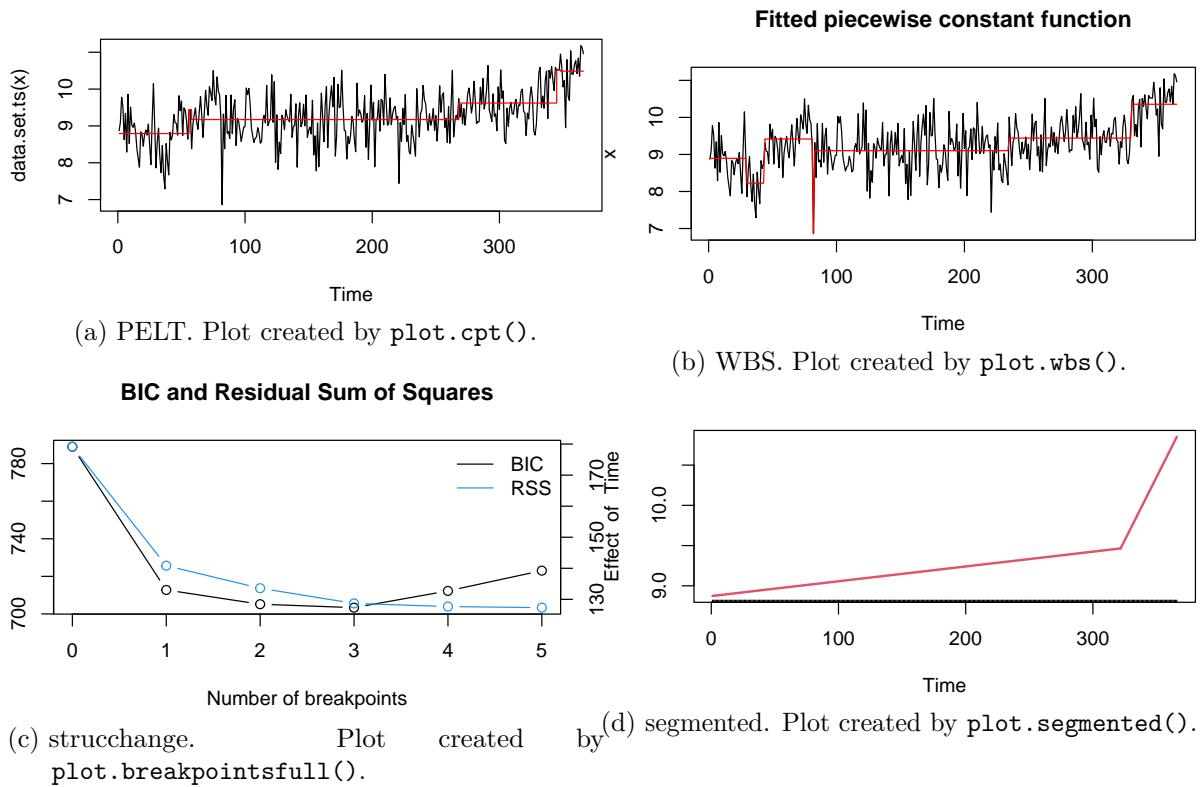 data.set.ts(x)
10
9
8
7
0
100
200
300
Time
(a) PELT. Plot created by plot.cpt().
Fitted piecewise constant function
x
10
9
8
7
0
100
200
300
Time
(b) WBS. Plot created by plot.wbs().
BIC and Residual Sum of Squares
780
740
700
BIC
RSS
170
150
130
0
1
2
3
4
5
Number of breakpoints
(c) strucchange. Plot created by
plot.breakpointsfull().
Effect of Time
10.0
9.0
0
100
200
300
Time
(d) segmented. Plot created by plot.segmented().